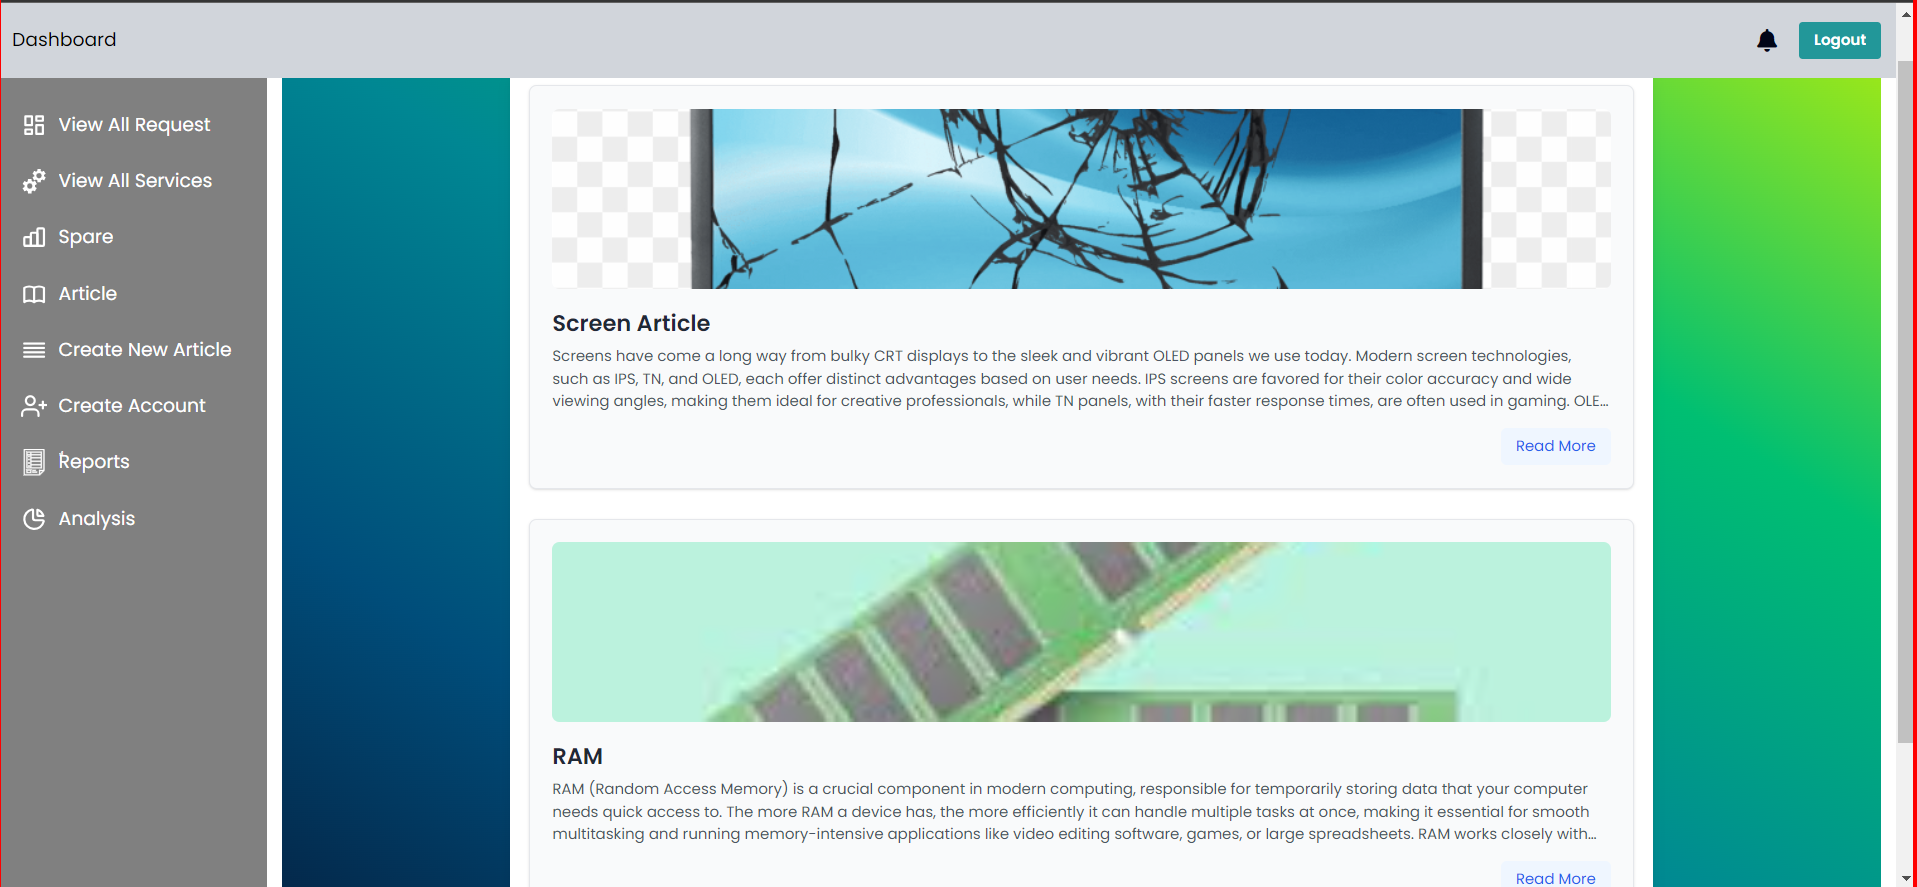 Dashboard
Logout
View All Request
View All Services
Spare
Article
Create New Article
Create Account
Reports
Analysis
Screen Article
Screens have come a long way from bulky CRT displays to the sleek and vibrant OLED panels we use today. Modern screen technologies,
such as IPS, TN, and OLED, each offer distinct advantages based on user needs. IPS screens are favored for their color accuracy and wide
viewing angles, making them ideal for creative professionals, while TN panels, with their faster response times, are often used in gaming. OLE...
Read More
RAM
RAM (Random Access Memory) is a crucial component in modern computing, responsible for temporarily storing data that your computer
needs quick access to. The more RAM a device has, the more efficiently it can handle multiple tasks at once, making it essential for smooth
multitasking and running memory-intensive applications like video editing software, games, or large spreadsheets. RAM works closely with...
Read More